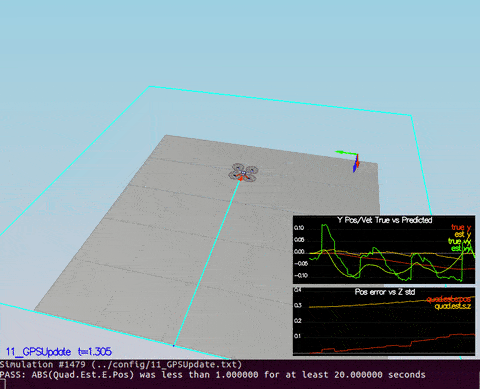 Y Pos/Vel True vs Predicted
true y
est y
true vy
est vy
0.10
0.05
0.00
-0.05
-0.10
Pos error vs Z std
0.4
quad.est.e.pos
quad.est.s.z
0.3
0.2
0.1
11_GPSUpdate t=1.305
Simulation #1479 (../config/11_GPSUpdate.txt)
PASS: ABS(Quad.Est.E.Pos) was less than 1.000000 for at least 20.000000 seconds